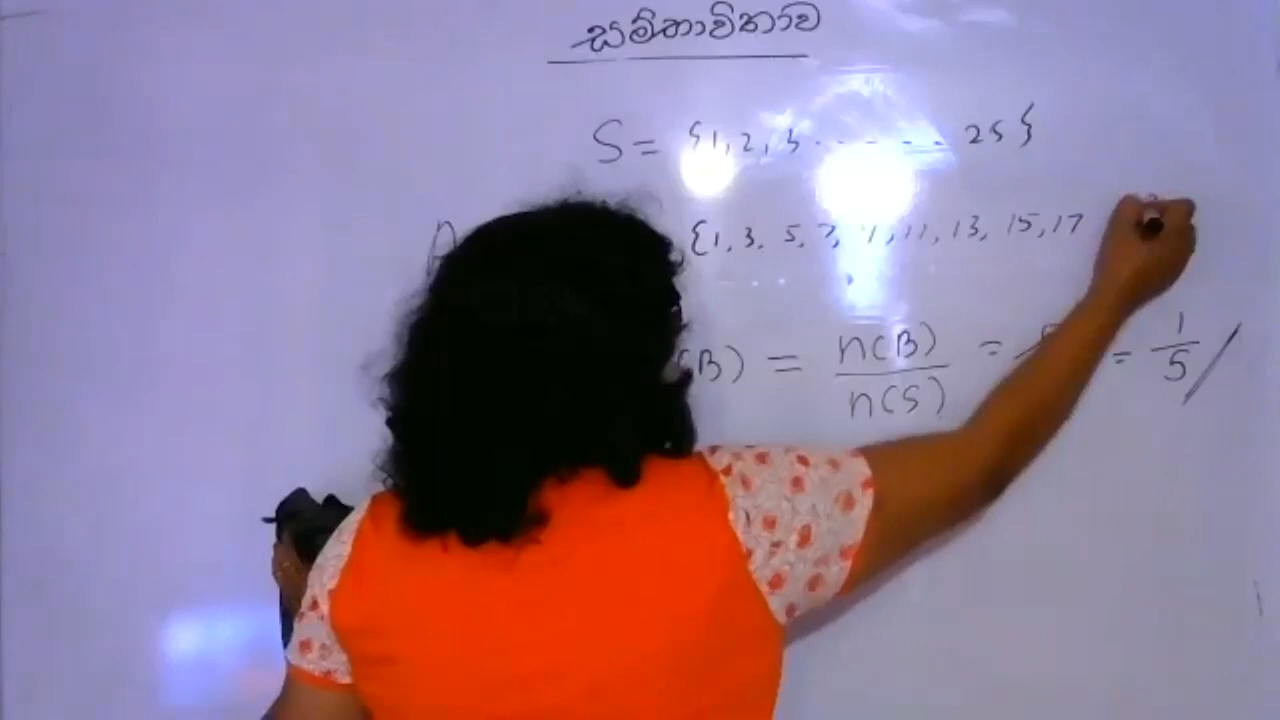 සම්භාවිතාව
S = {1, 2, 3 ...... 25}
{1, 3, 5, 7, 9, 11, 13, 15, 17
(B) = n(B) / n(S) = = 1/5